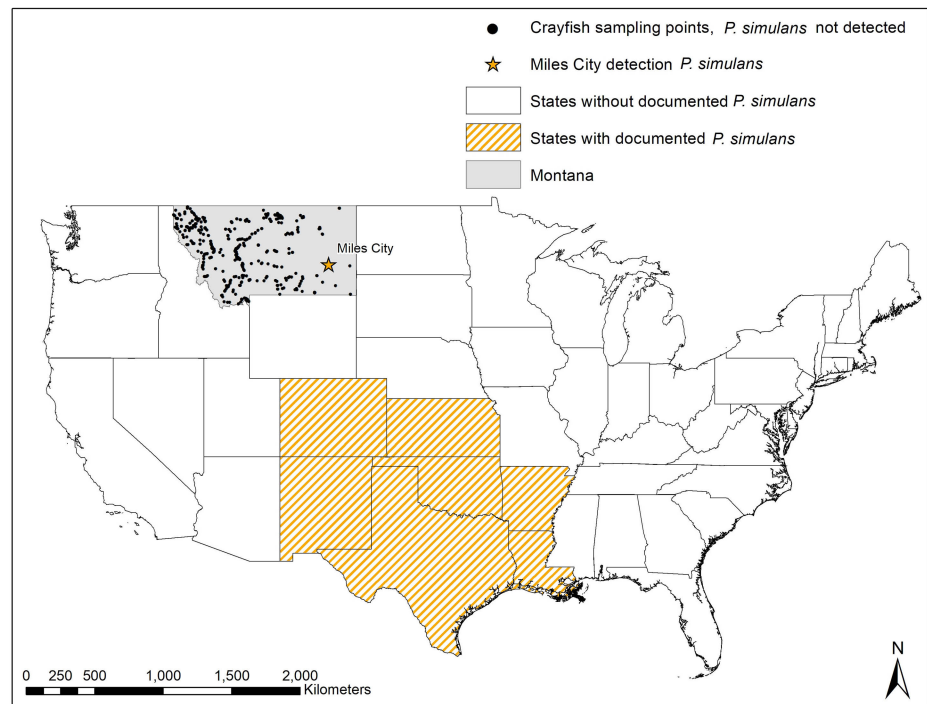 Crayfish sampling points, P. simulans not detected
Miles City detection P. simulans
States without documented P. simulans
States with documented P. simulans
Montana
Miles City
N
0 250 500 1,000 1,500 2,000
Kilometers